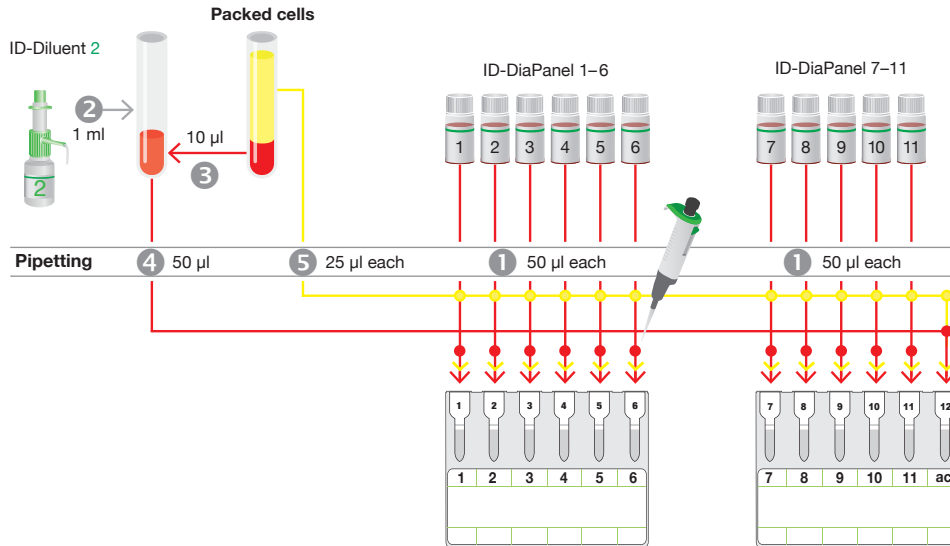 Packed cells
ID-Diluent 2
2
1 ml
2
10 µl
3
ID-DiaPanel 1–6
1 2 3 4 5 6
ID-DiaPanel 7–11
7 8 9 10 11
Pipetting 4 50 µl 5 25 µl each 1 50 µl each 1 50 µl each
1 2 3 4 5 6
7 8 9 10 11 12
1 2 3 4 5 6
7 8 9 10 11 ac